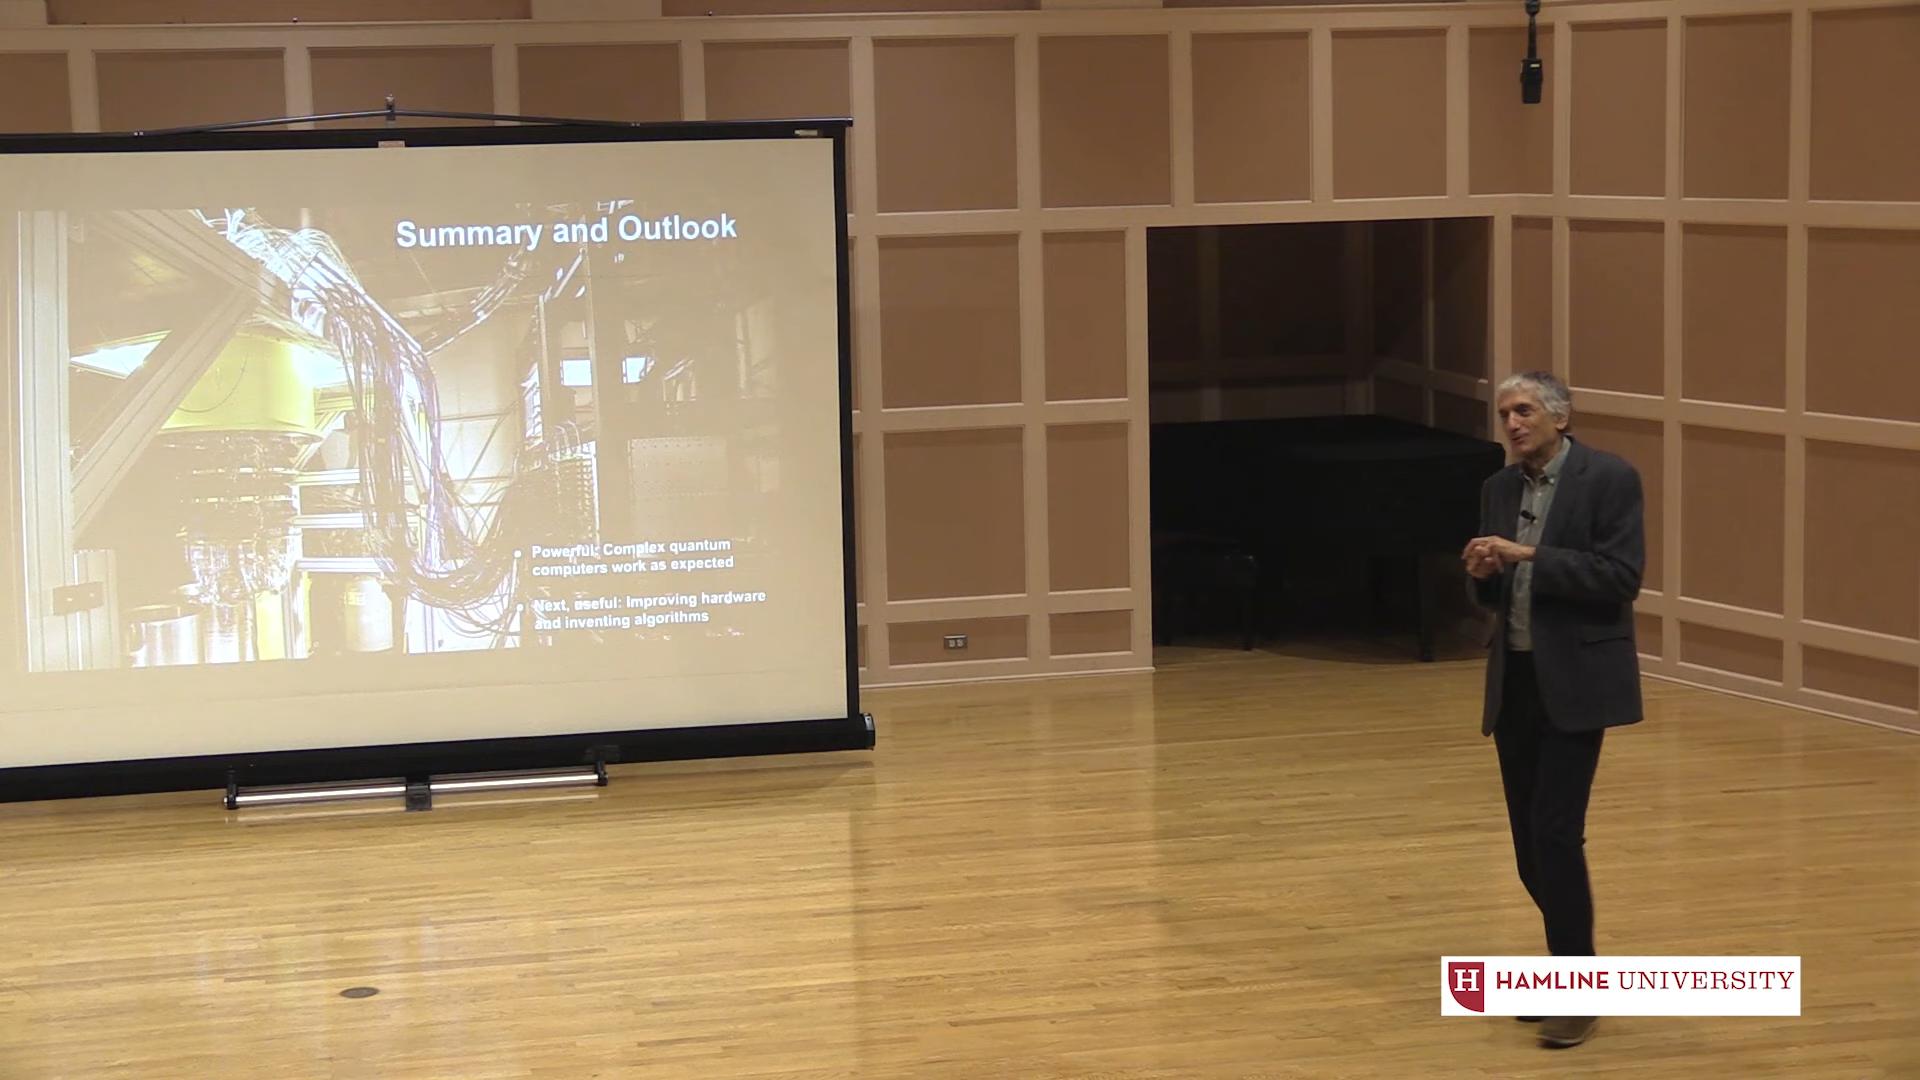 Summary and Outlook
• Powerful: Complex quantum
computers work as expected
• Next, useful: Improving hardware
and inventing algorithms
H HAMLINE UNIVERSITY